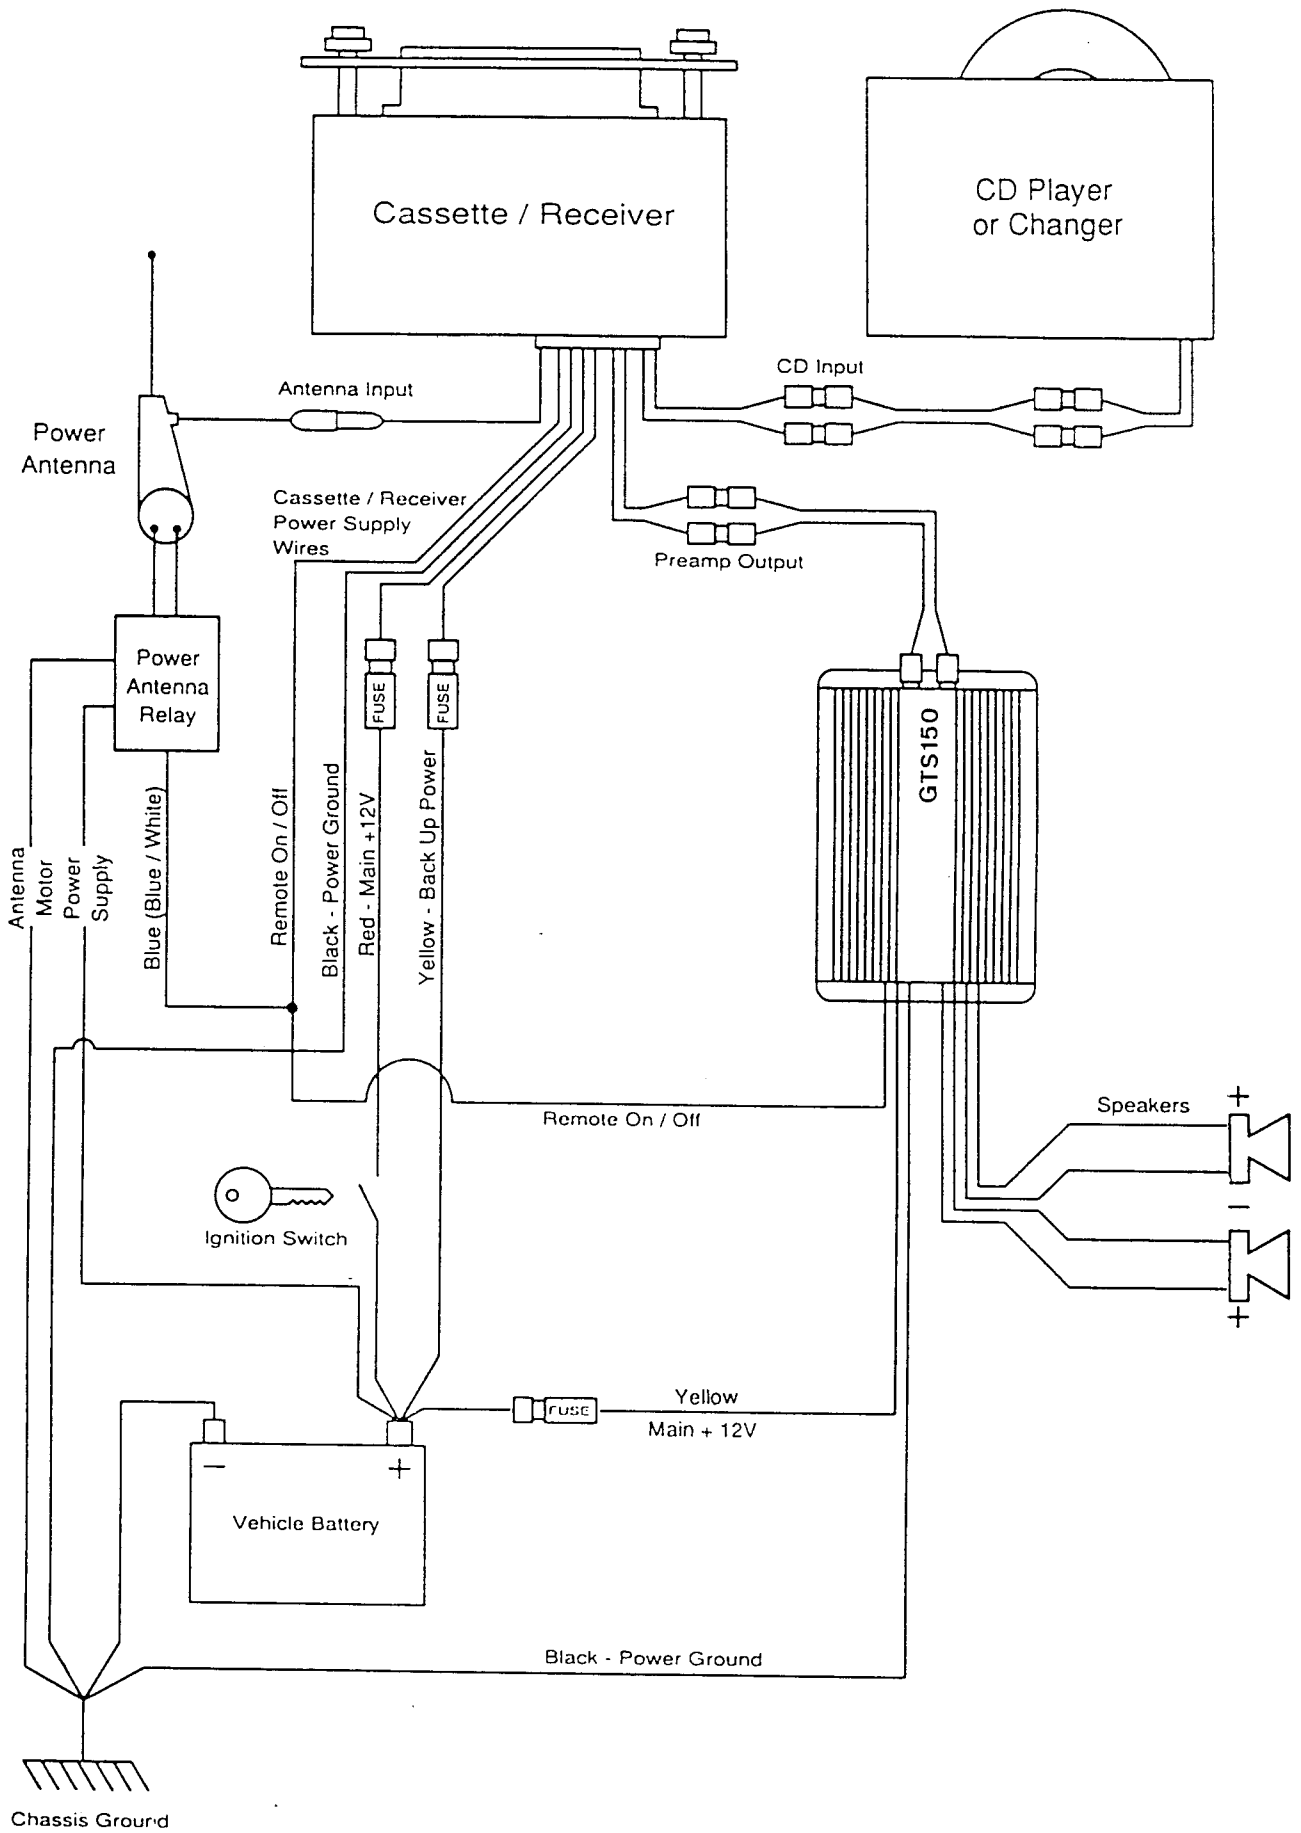 Cassette / Receiver
CD Player
or Changer
CD Input
Antenna Input
Power
Antenna
Cassette / Receiver
Power Supply
Wires
Preamp Output
Power
Antenna
Relay
FUSE
FUSE
GTS150
Antenna
Motor
Power
Supply
Blue (Blue / White)
Remote On / Off
Black - Power Ground
Red - Main +12V
Yellow - Back Up Power
Remote On / Off
Speakers
+
−
+
Ignition Switch
Yellow
FUSE
Main + 12V
− +
Vehicle Battery
Black - Power Ground
Chassis Ground